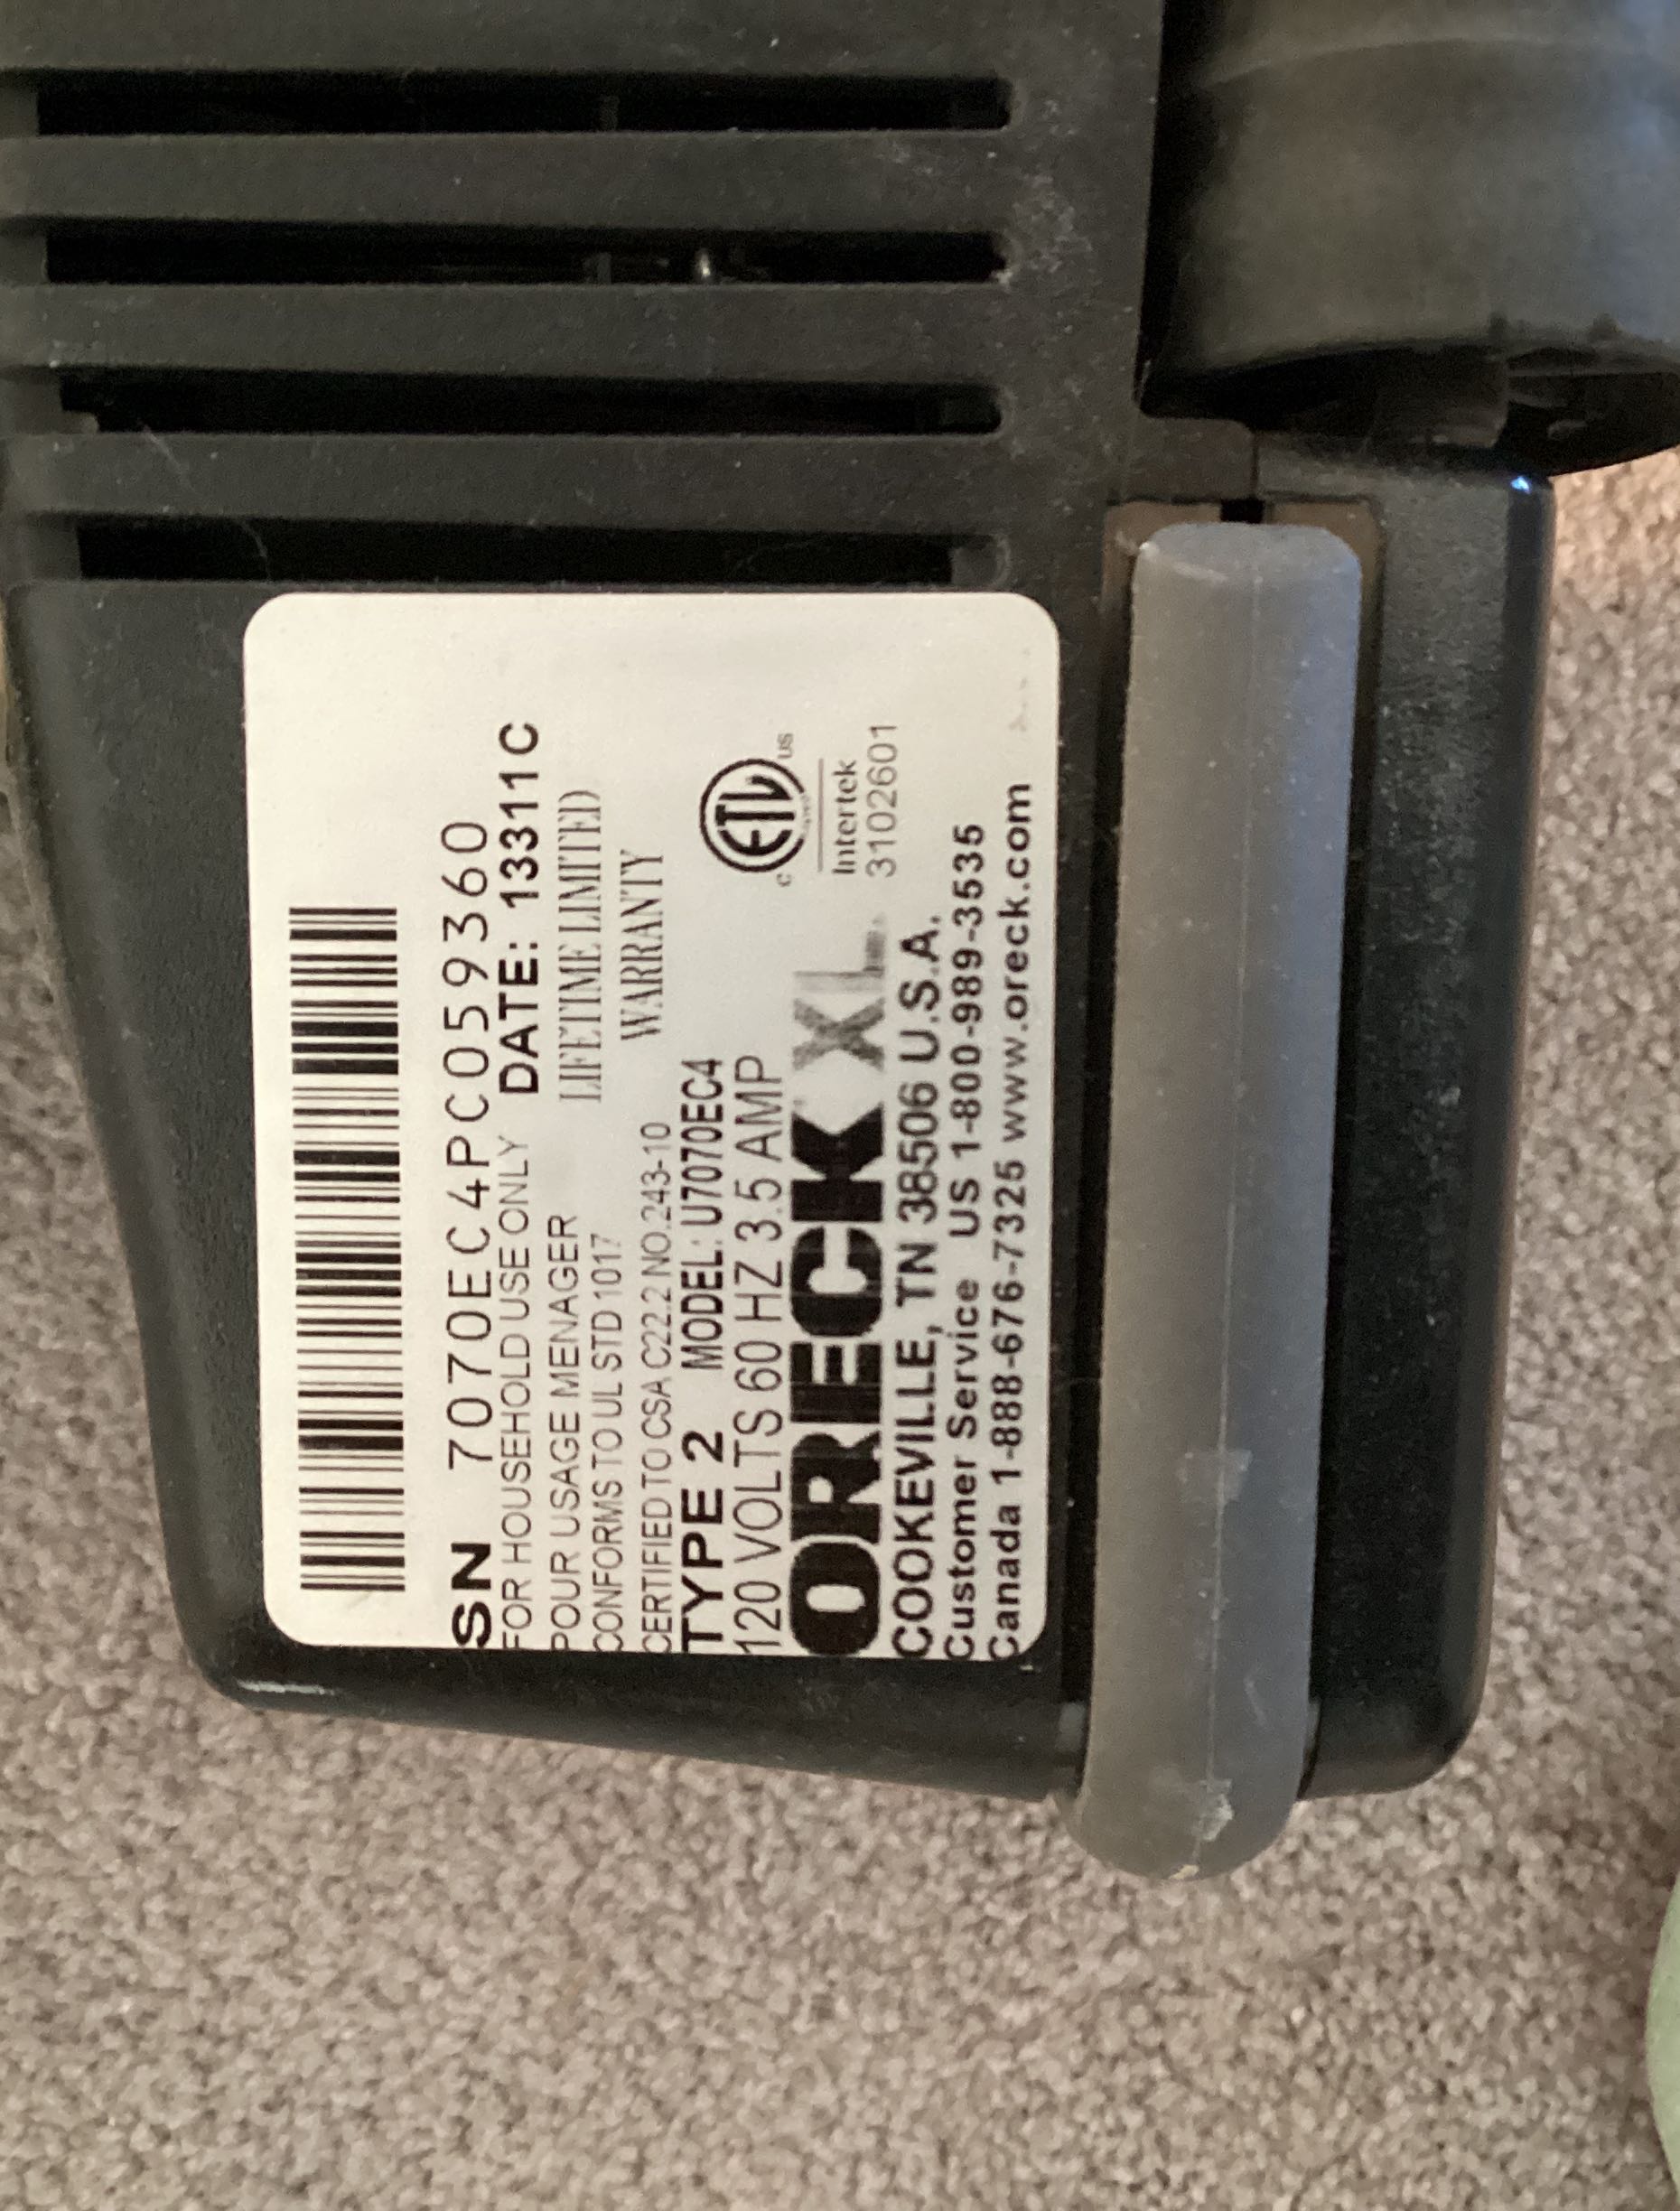 SN 7070EC4PC059360
FOR HOUSEHOLD USE ONLY DATE: 13311C
POUR USAGE MENAGER LIFETIME LIMITED
CONFORMS TO UL STD 1017 WARRANTY
CERTIFIED TO CSA C22.2 NO.243-10
TYPE 2 MODEL: U7070EC4
120 VOLTS 60 HZ 3.5 AMP
ORECK XL
C ETL US
Intertek
3102601
COOKEVILLE, TN 38506 U.S.A.
Customer Service US 1-800-989-3535
Canada 1-888-676-7325 www.oreck.com